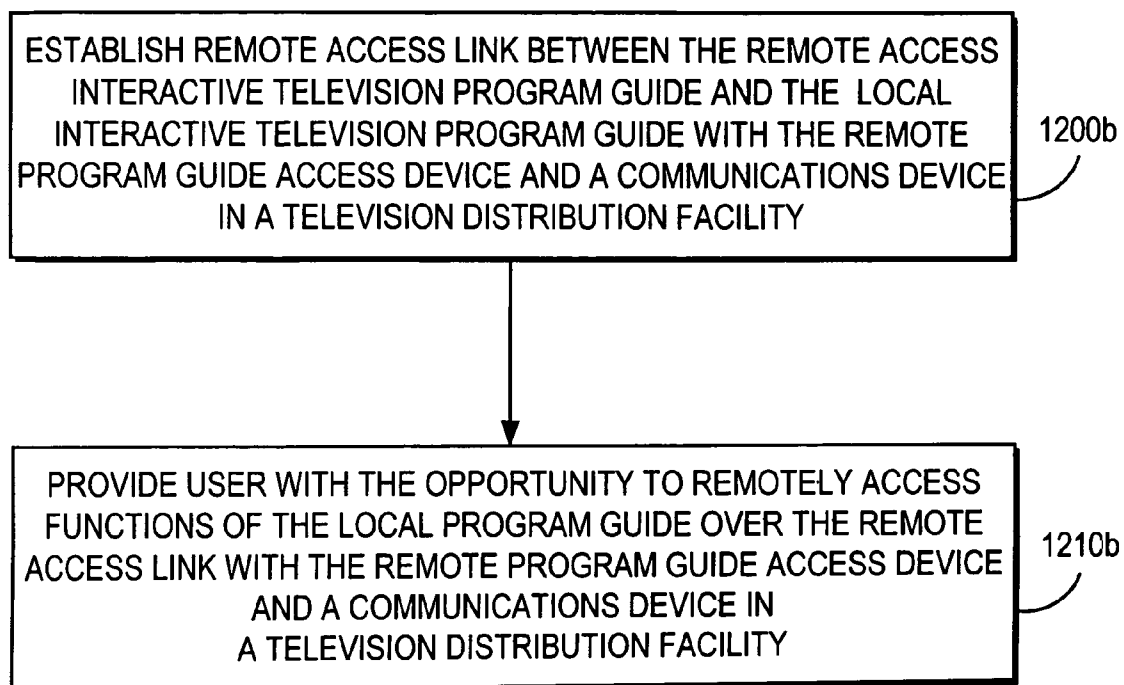 ESTABLISH REMOTE ACCESS LINK BETWEEN THE REMOTE ACCESS
INTERACTIVE TELEVISION PROGRAM GUIDE AND THE LOCAL
INTERACTIVE TELEVISION PROGRAM GUIDE WITH THE REMOTE
PROGRAM GUIDE ACCESS DEVICE AND A COMMUNICATIONS DEVICE
IN A TELEVISION DISTRIBUTION FACILITY
1200b
PROVIDE USER WITH THE OPPORTUNITY TO REMOTELY ACCESS
FUNCTIONS OF THE LOCAL PROGRAM GUIDE OVER THE REMOTE
ACCESS LINK WITH THE REMOTE PROGRAM GUIDE ACCESS DEVICE
AND A COMMUNICATIONS DEVICE IN
A TELEVISION DISTRIBUTION FACILITY
1210b